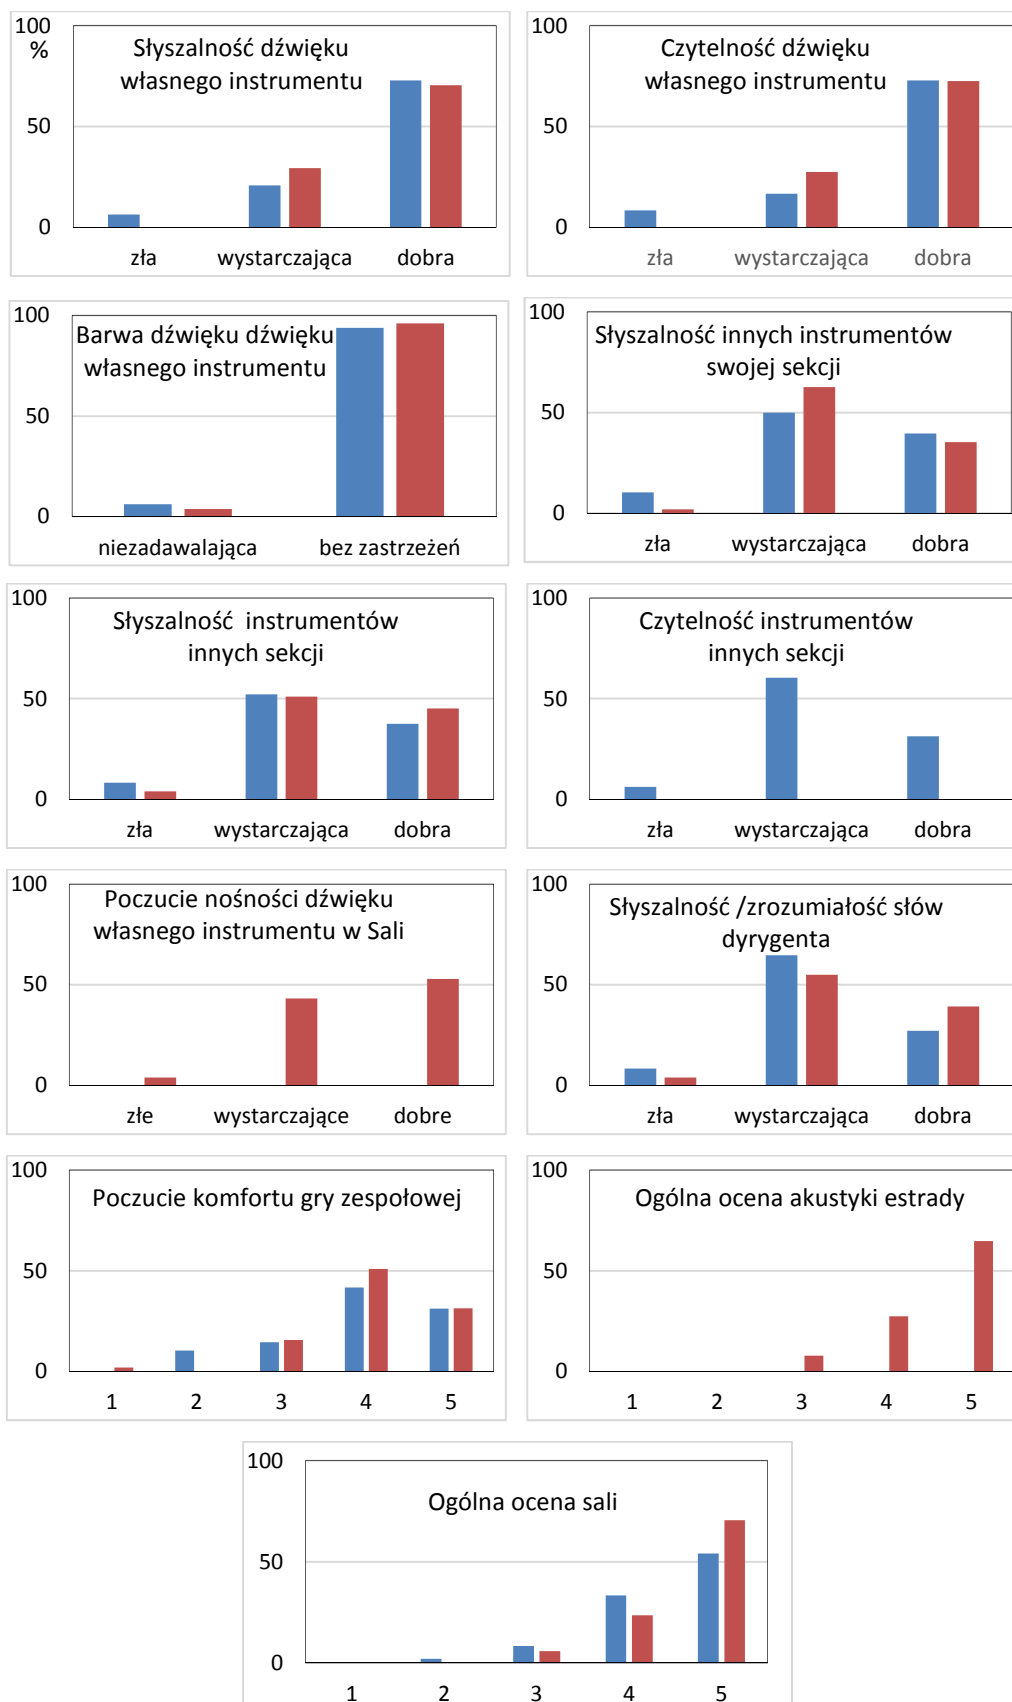 100
%
50
0
Słyszalność dźwięku
własnego instrumentu
zła wystarczająca dobra
100
50
0
Czytelność dźwięku
własnego instrumentu
zła wystarczająca dobra
100
50
0
Barwa dźwięku dźwięku
własnego instrumentu
niezadawalająca bez zastrzeżeń
100
50
0
Słyszalność innych instrumentów
swojej sekcji
zła wystarczająca dobra
100
50
0
Słyszalność instrumentów
innych sekcji
zła wystarczająca dobra
100
50
0
Czytelność instrumentów
innych sekcji
zła wystarczająca dobra
100
50
0
Poczucie nośności dźwięku
własnego instrumentu w Sali
złe wystarczające dobre
100
50
0
Słyszalność /zrozumiałość słów
dyrygenta
zła wystarczająca dobra
100
50
0
Poczucie komfortu gry zespołowej
1 2 3 4 5
100
50
0
Ogólna ocena akustyki estrady
1 2 3 4 5
100
50
0
Ogólna ocena sali
1 2 3 4 5